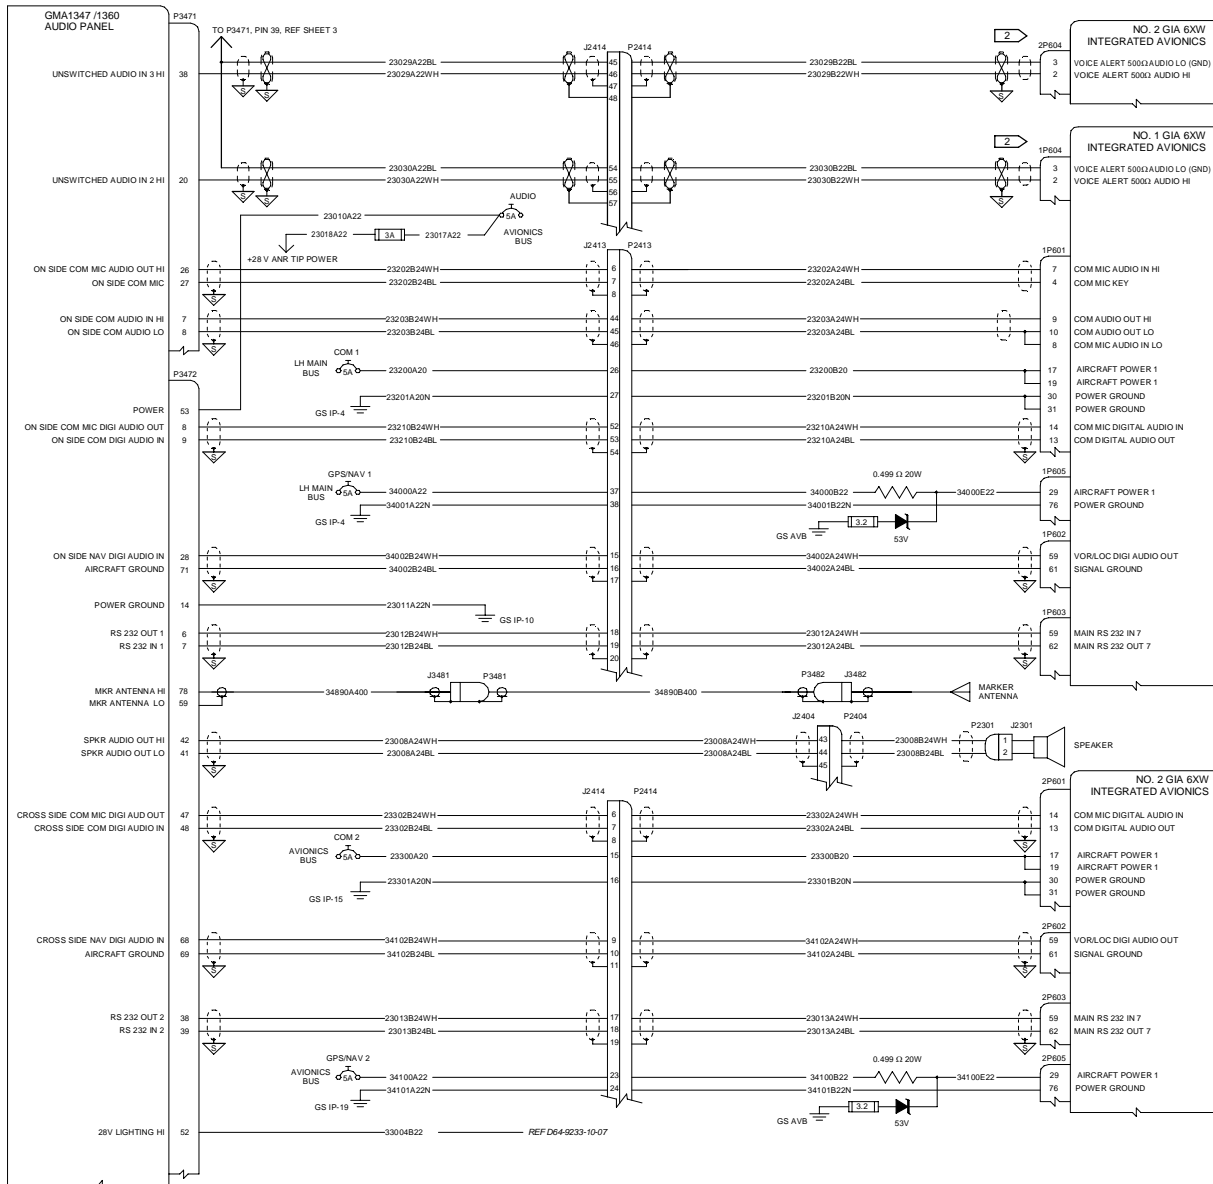 GMA1347 /1360
AUDIO PANEL
P3471
TO P3471, PIN 39, REF SHEET 3
J2414 P2414
2
NO. 2 GIA 6XW
INTEGRATED AVIONICS
2P604
23029A22BL 45 23029B22BL 3 VOICE ALERT 500Ω AUDIO LO (GND)
UNSWITCHED AUDIO IN 3 HI 38 23029A22WH 46 23029B22WH 2 VOICE ALERT 500Ω AUDIO HI
47
S S 48 S
2
NO. 1 GIA 6XW
INTEGRATED AVIONICS
1P604
23030A22BL 54 23030B22BL 3 VOICE ALERT 500Ω AUDIO LO (GND)
UNSWITCHED AUDIO IN 2 HI 20 23030A22WH 55 23030B22WH 2 VOICE ALERT 500Ω AUDIO HI
56
S S 57 S
AUDIO
23010A22 5A
AVIONICS
BUS
23018A22 3A 23017A22
+28 V ANR TIP POWER
J2413 P2413 1P601
ON SIDE COM MIC AUDIO OUT HI 26 23202B24WH 6 23202A24WH 7 COM MIC AUDIO IN HI
ON SIDE COM MIC 27 23202B24BL 7 23202A24BL 4 COM MIC KEY
S 8
ON SIDE COM AUDIO IN HI 7 23203B24WH 44 23203A24WH 9 COM AUDIO OUT HI
ON SIDE COM AUDIO LO 8 23203B24BL 45 23203A24BL 10 COM AUDIO OUT LO
S 46 8 COM MIC AUDIO IN LO
COM 1
LH MAIN
BUS
5A 23200A20 26 23200B20 17 AIRCRAFT POWER 1
19 AIRCRAFT POWER 1
P3472
GS IP-4 23201A20N 27 23201B20N 30 POWER GROUND
POWER 53 31 POWER GROUND
ON SIDE COM MIC DIGI AUDIO OUT 8 23210B24WH 52 23210A24WH 14 COM MIC DIGITAL AUDIO IN
ON SIDE COM DIGI AUDIO IN 9 23210B24BL 53 23210A24BL 13 COM DIGITAL AUDIO OUT
S 54 S
GPS/NAV 1 0.499 Ω 20W 1P605
LH MAIN
BUS
5A 34000A22 37 34000B22 34000E22 29 AIRCRAFT POWER 1
GS IP-4 34001A22N 38 34001B22N 76 POWER GROUND
GS AVB 3.2 53V
1P602
ON SIDE NAV DIGI AUDIO IN 28 34002B24WH 15 34002A24WH 59 VOR/LOC DIGI AUDIO OUT
AIRCRAFT GROUND 71 34002B24BL 16 34002A24BL 61 SIGNAL GROUND
S 17 S
POWER GROUND 14 23011A22N GS IP-10
1P603
RS 232 OUT 1 6 23012B24WH 18 23012A24WH 59 MAIN RS 232 IN 7
RS 232 IN 1 7 23012B24BL 19 23012A24BL 62 MAIN RS 232 OUT 7
S 20 S
J3481 P3481 P3482 J3482
MKR ANTENNA HI 78 34890A400 34890B400 MARKER
ANTENNA
MKR ANTENNA LO 59
J2404 P2404 P2301 J2301
SPKR AUDIO OUT HI 42 23008A24WH 23008A24WH 43 23008B24WH 1 SPEAKER
SPKR AUDIO OUT LO 41 23008A24BL 23008A24BL 44 23008B24BL 2
S 45
NO. 2 GIA 6XW
INTEGRATED AVIONICS
J2414 P2414 2P601
CROSS SIDE COM MIC DIGI AUD OUT 47 23302B24WH 6 23302A24WH 14 COM MIC DIGITAL AUDIO IN
CROSS SIDE COM DIGI AUDIO IN 48 23302B24BL 7 23302A24BL 13 COM DIGITAL AUDIO OUT
S 8 S
COM 2
AVIONICS
BUS
5A 23300A20 15 23300B20 17 AIRCRAFT POWER 1
19 AIRCRAFT POWER 1
GS IP-15 23301A20N 16 23301B20N 30 POWER GROUND
31 POWER GROUND
2P602
CROSS SIDE NAV DIGI AUDIO IN 68 34102B24WH 9 34102A24WH 59 VOR/LOC DIGI AUDIO OUT
AIRCRAFT GROUND 69 34102B24BL 10 34102A24BL 61 SIGNAL GROUND
S 11 S
2P603
RS 232 OUT 2 38 23013B24WH 17 23013A24WH 59 MAIN RS 232 IN 7
RS 232 IN 2 39 23013B24BL 18 23013A24BL 62 MAIN RS 232 OUT 7
S 19 S
GPS/NAV 2 0.499 Ω 20W 2P605
AVIONICS
BUS
5A 34100A22 23 34100B22 34100E22 29 AIRCRAFT POWER 1
GS IP-19 34101A22N 24 34101B22N 76 POWER GROUND
GS AVB 3.2 53V
28V LIGHTING HI 52 33004B22 REF D64-9233-10-07